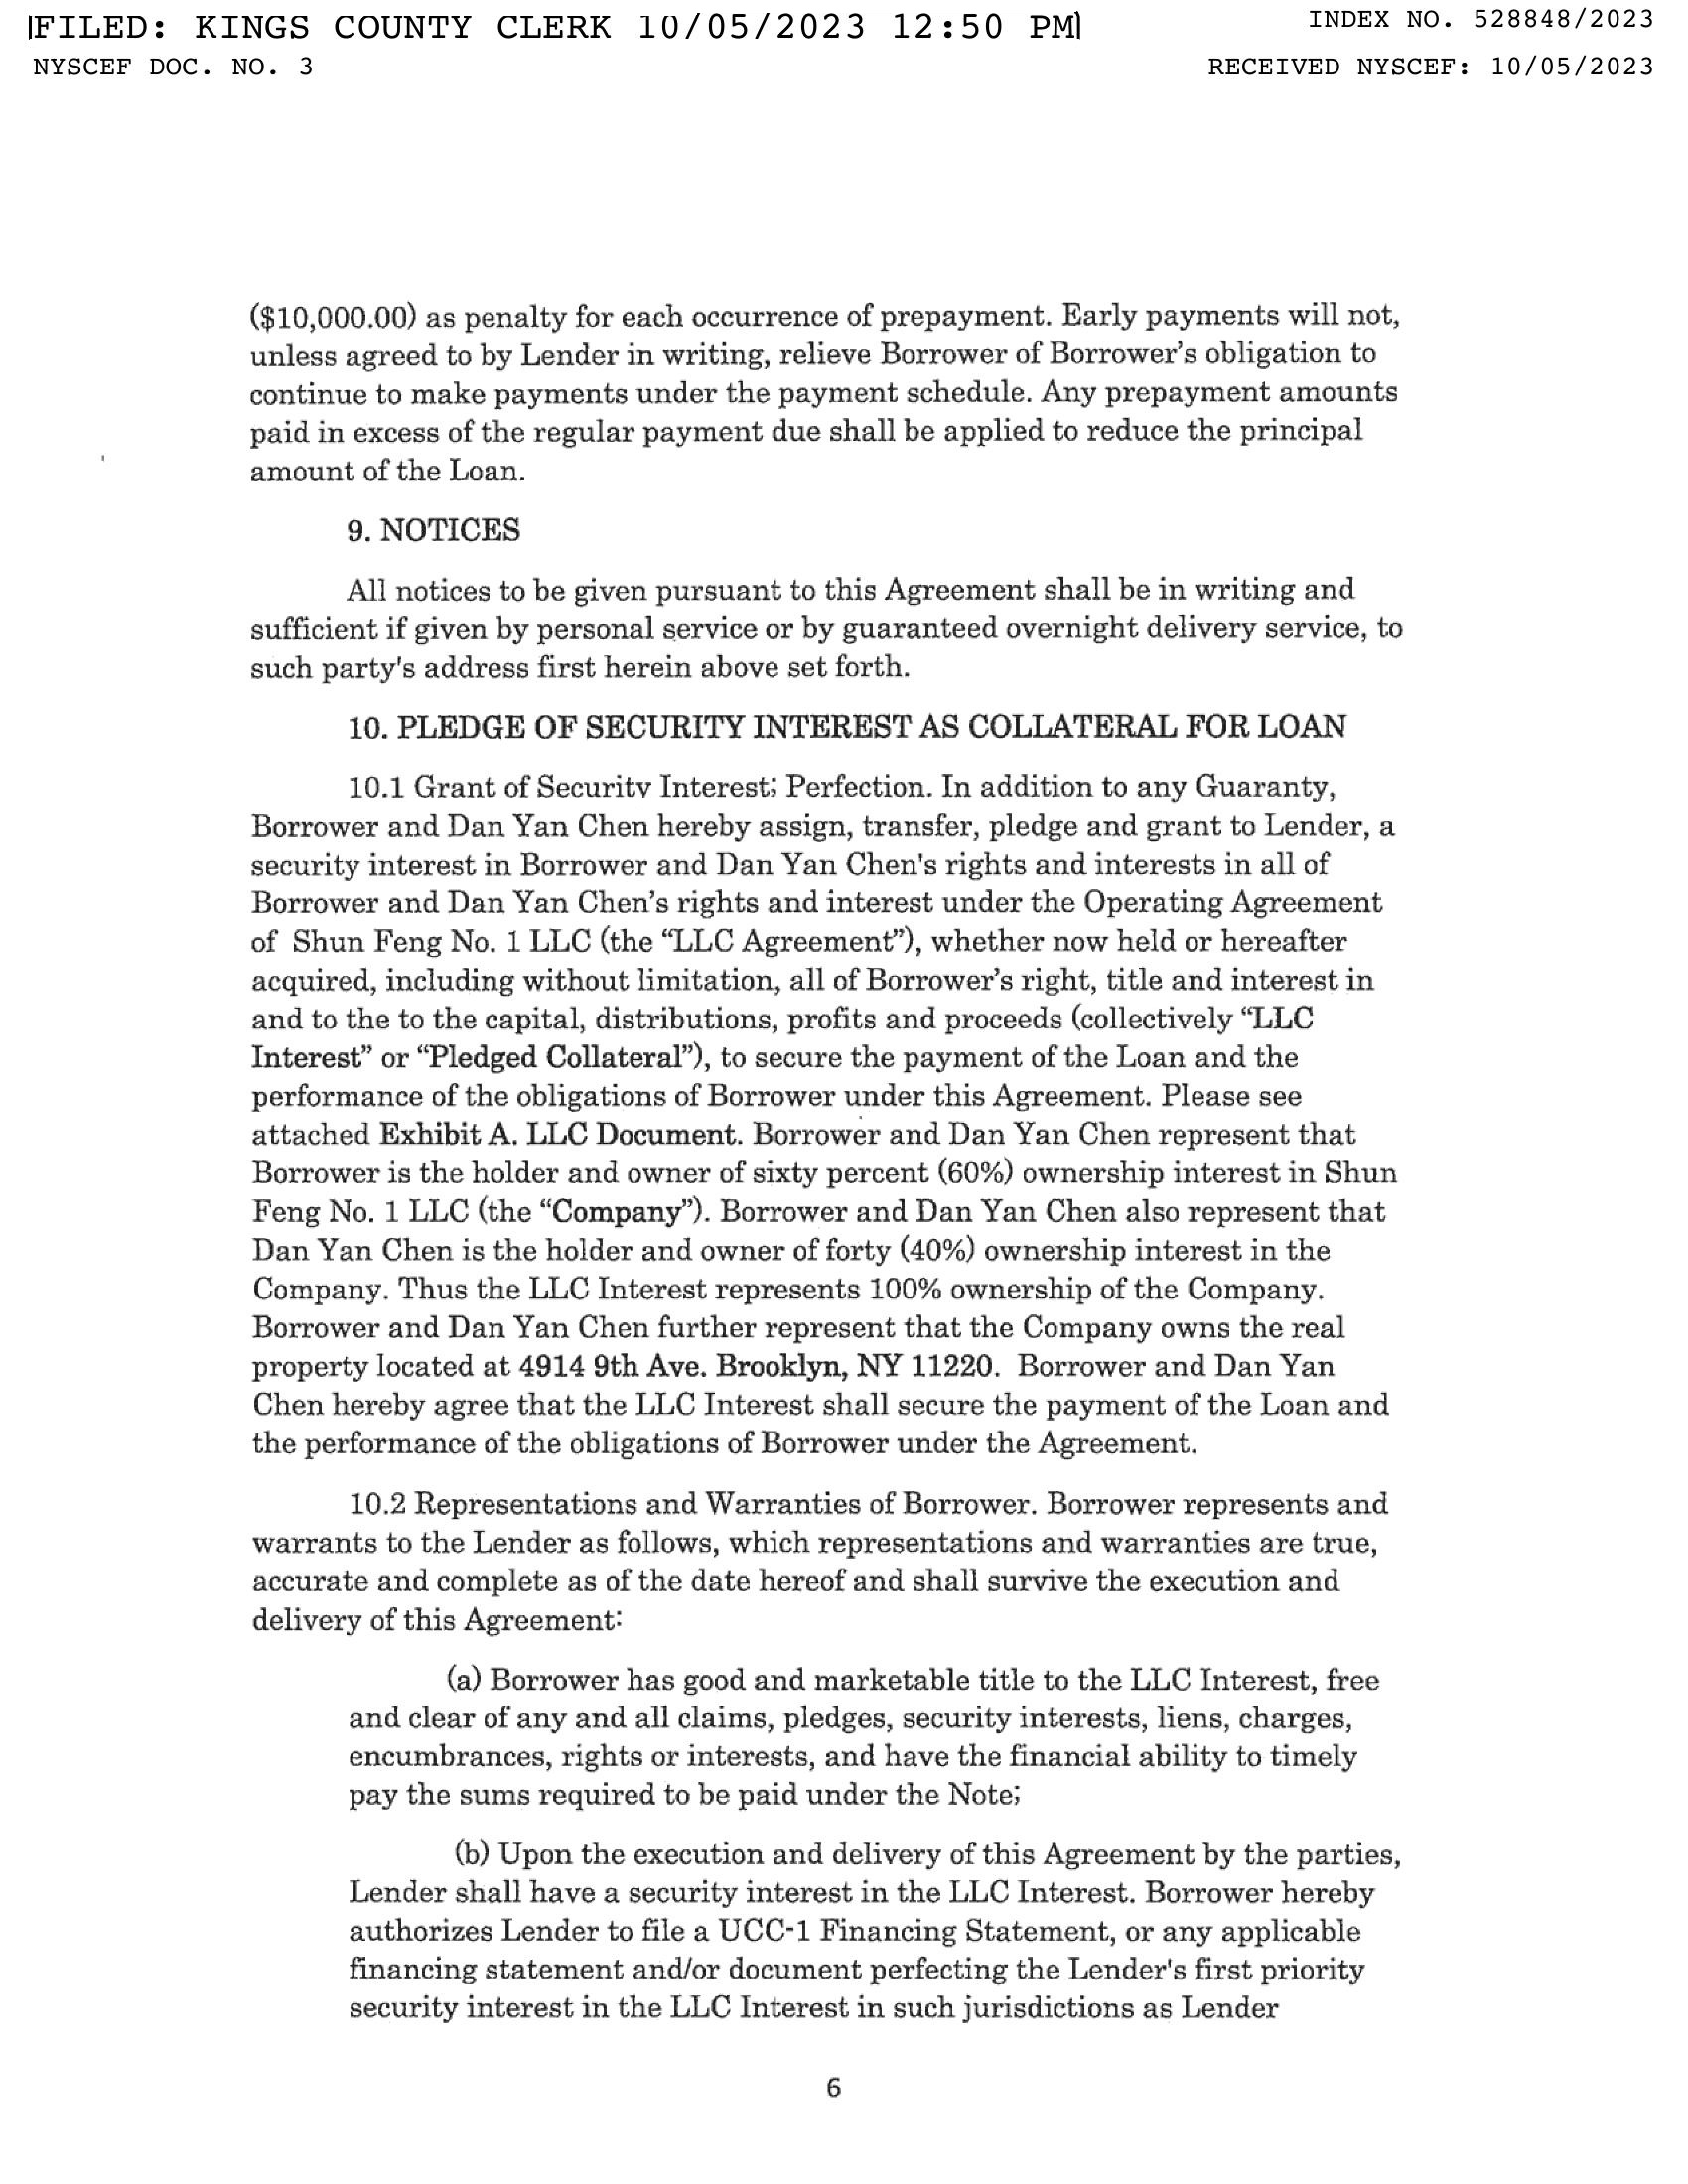 FILED: KINGS COUNTY CLERK 10/05/2023 12:50 PM
INDEX NO. 528848/2023
NYSCEF DOC. NO. 3
RECEIVED NYSCEF: 10/05/2023
($10,000.00) as penalty for each occurrence of prepayment. Early payments will not,
unless agreed to by Lender in writing, relieve Borrower of Borrower’s obligation to
continue to make payments under the payment schedule. Any prepayment amounts
paid in excess of the regular payment due shall be applied to reduce the principal
amount of the Loan.
9. NOTICES
All notices to be given pursuant to this Agreement shall be in writing and
sufficient if given by personal service or by guaranteed overnight delivery service, to
such party's address first herein above set forth.
10. PLEDGE OF SECURITY INTEREST AS COLLATERAL FOR LOAN
10.1 Grant of Security Interest; Perfection. In addition to any Guaranty,
Borrower and Dan Yan Chen hereby assign, transfer, pledge and grant to Lender, a
security interest in Borrower and Dan Yan Chen's rights and interests in all of
Borrower and Dan Yan Chen’s rights and interest under the Operating Agreement
of Shun Feng No. 1 LLC (the “LLC Agreement”), whether now held or hereafter
acquired, including without limitation, all of Borrower’s right, title and interest in
and to the to the capital, distributions, profits and proceeds (collectively “LLC
Interest” or “Pledged Collateral”), to secure the payment of the Loan and the
performance of the obligations of Borrower under this Agreement. Please see
attached Exhibit A. LLC Document. Borrower and Dan Yan Chen represent that
Borrower is the holder and owner of sixty percent (60%) ownership interest in Shun
Feng No. 1 LLC (the “Company”). Borrower and Dan Yan Chen also represent that
Dan Yan Chen is the holder and owner of forty (40%) ownership interest in the
Company. Thus the LLC Interest represents 100% ownership of the Company.
Borrower and Dan Yan Chen further represent that the Company owns the real
property located at 4914 9th Ave. Brooklyn, NY 11220. Borrower and Dan Yan
Chen hereby agree that the LLC Interest shall secure the payment of the Loan and
the performance of the obligations of Borrower under the Agreement.
10.2 Representations and Warranties of Borrower. Borrower represents and
warrants to the Lender as follows, which representations and warranties are true,
accurate and complete as of the date hereof and shall survive the execution and
delivery of this Agreement:
(a) Borrower has good and marketable title to the LLC Interest, free
and clear of any and all claims, pledges, security interests, liens, charges,
encumbrances, rights or interests, and have the financial ability to timely
pay the sums required to be paid under the Note;
(b) Upon the execution and delivery of this Agreement by the parties,
Lender shall have a security interest in the LLC Interest. Borrower hereby
authorizes Lender to file a UCC-1 Financing Statement, or any applicable
financing statement and/or document perfecting the Lender's first priority
security interest in the LLC Interest in such jurisdictions as Lender
6